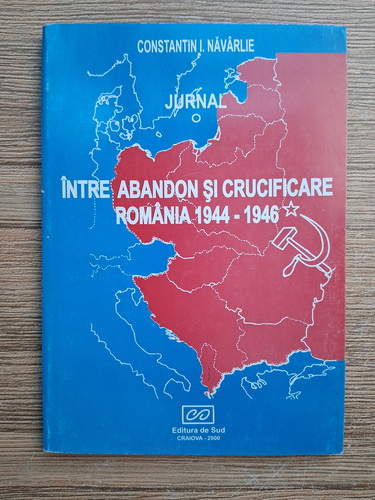 CONSTANTIN I. NĂVÂRLIE
JURNAL
ÎNTRE ABANDON ŞI CRUCIFICARE
ROMÂNIA 1944 - 1946
Editura de Sud
CRAIOVA - 2000